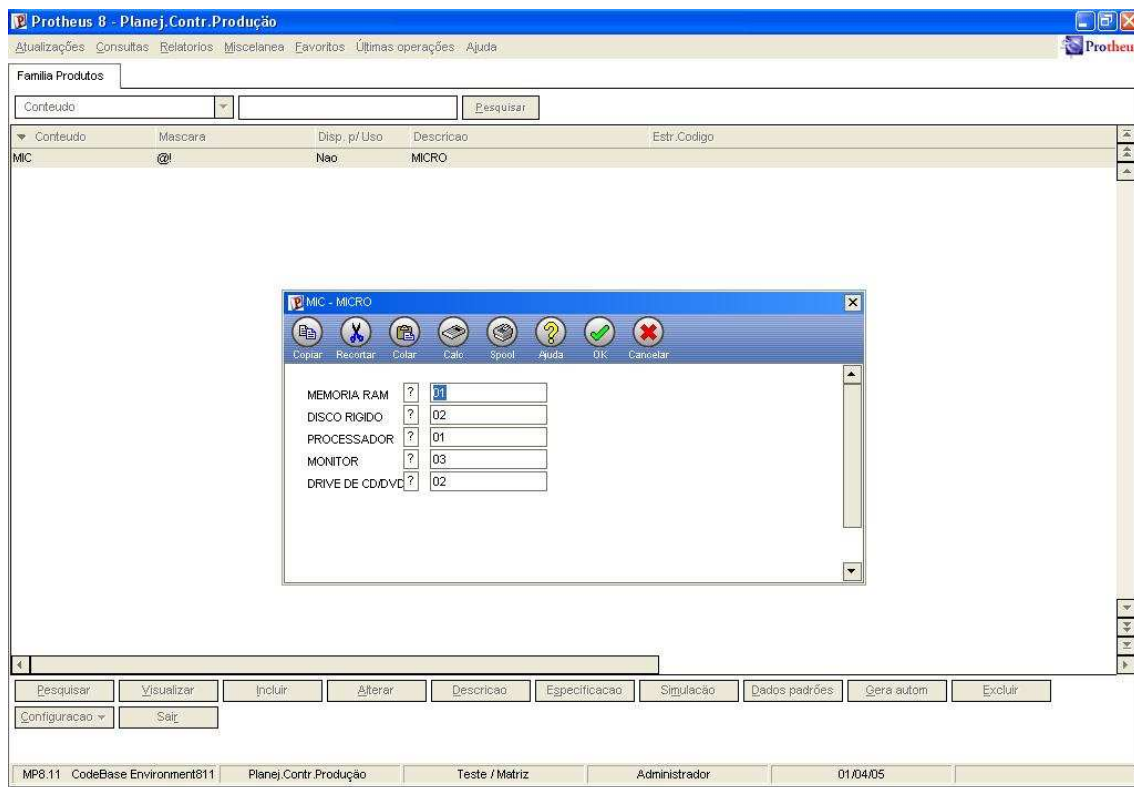 Protheus 8 - Planej.Contr.Produção
Atualizações Consultas Relatorios Miscelanea Favoritos Últimas operações Ajuda
Protheu
Familia Produtos
Conteudo Pesquisar
Conteudo Mascara Disp. p/ Uso Descricao Estr.Codigo
MIC @! Nao MICRO
MIC - MICRO
Copiar Recortar Colar Calc Spool Ajuda OK Cancelar
MEMORIA RAM ? 01
DISCO RIGIDO ? 02
PROCESSADOR ? 01
MONITOR ? 03
DRIVE DE CD/DVD ? 02
Pesquisar Visualizar Incluir Alterar Descricao Especificacao Simulacão Dados padrões Gera autom Excluir
Configuracao Sair
MP8.11 CodeBase Environment811 Planej.Contr.Produção Teste / Matriz Administrador 01/04/05